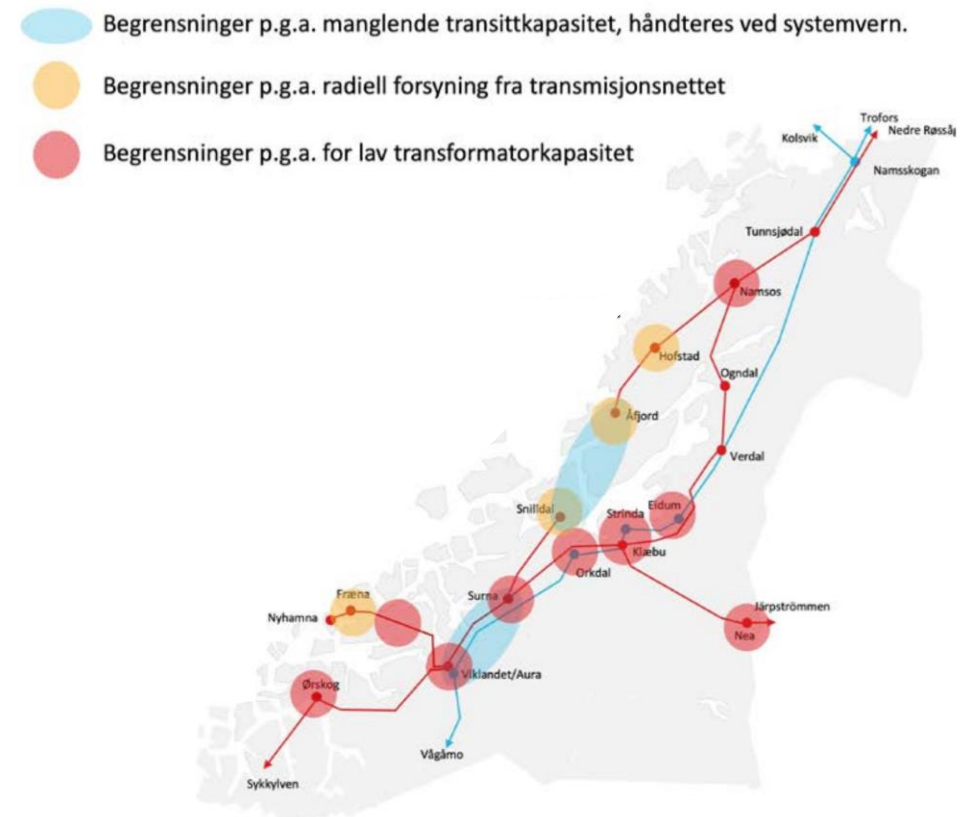 Begrensninger p.g.a. manglende transittkapasitet, håndteres ved systemvern.
Begrensninger p.g.a. radiell forsyning fra transmisjonsnettet
Begrensninger p.g.a. for lav transformatorkapasitet
Trofors
Kolsvik
Nedre Røssåg
Namsskogan
Tunnsjødal
Namsos
Hofstad
Ogndal
Åfjord
Verdal
Snilldal
Eidum
Strinda
Klæbu
Orkdal
Surna
Fræna
Nyhamna
Järpströmmen
Nea
Viklandet/Aura
Ørskog
Vågåmo
Sykkylven